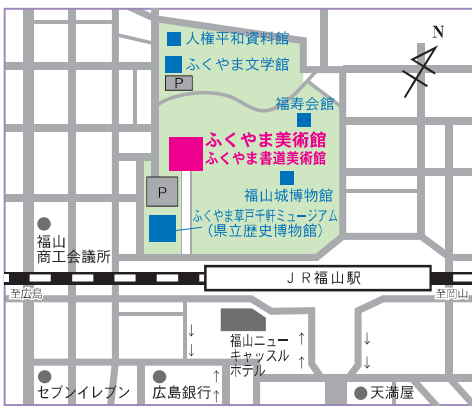 人権平和資料館
N
ふくやま文学館
P
福寿会館
ふくやま美術館
ふくやま書道美術館
P
福山城博物館
ふくやま草戸千軒ミュージアム
(県立歴史博物館)
福山
商工会議所
JR福山駅
至広島
至岡山
福山ニュー
キャッスル
ホテル
セブンイレブン
広島銀行
天満屋